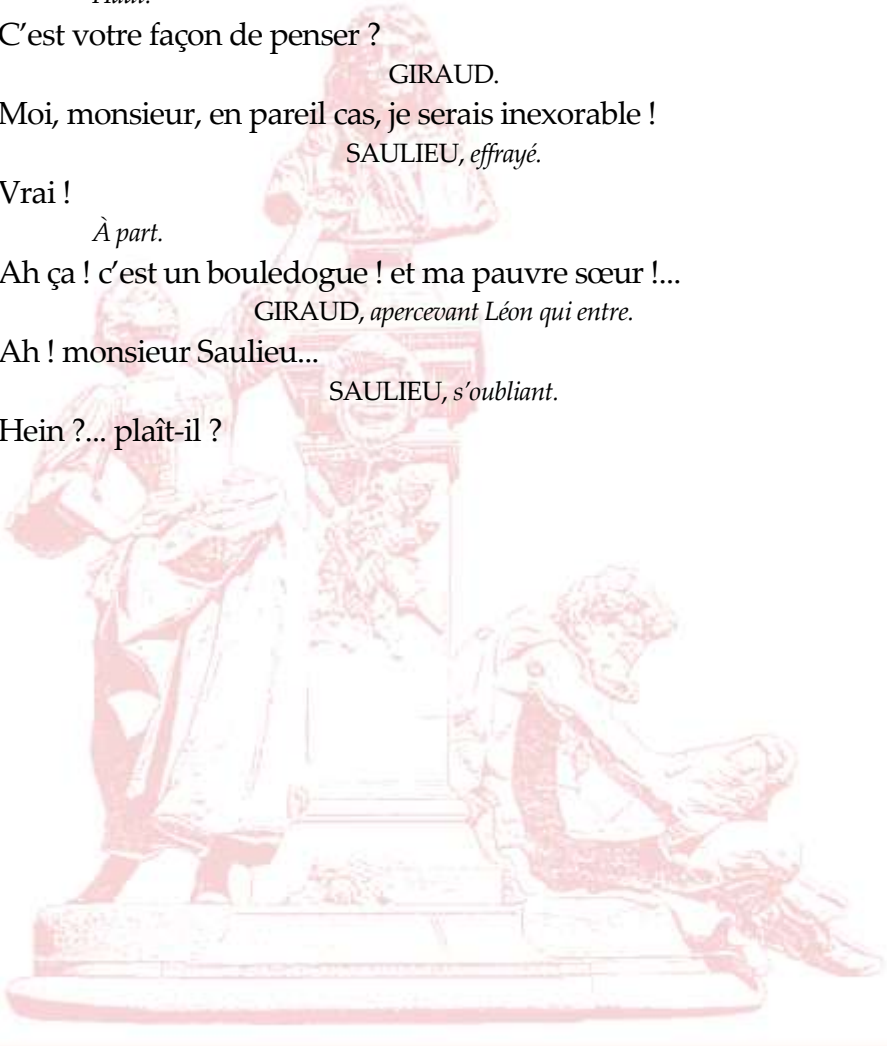 Haut.
C’est votre façon de penser ?
GIRAUD.
Moi, monsieur, en pareil cas, je serais inexorable !
SAULIEU, effrayé.
Vrai !
À part.
Ah ça ! c’est un bouledogue ! et ma pauvre sœur !...
GIRAUD, apercevant Léon qui entre.
Ah ! monsieur Saulieu...
SAULIEU, s’oubliant.
Hein ?... plaît-il ?